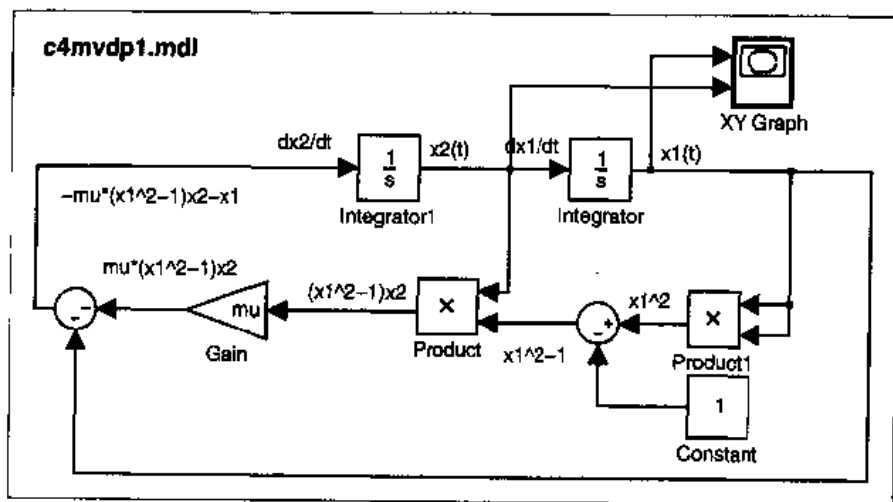 c4mvdp1.mdl
XY Graph
dx2/dt
1
s
x2(t)
dx1/dt
1
s
x1(t)
Integrator1
Integrator
-mu*(x1^2-1)x2-x1
mu*(x1^2-1)x2
-
-
mu
Gain
(x1^2-1)x2
×
Product
+
-
x1^2
x1^2-1
×
Product1
1
Constant